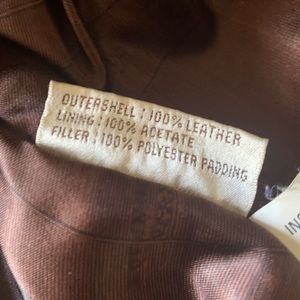 OUTERSHELL : 100% LEATHER
LINING : 100% ACETATE
FILLER : 100% POLYESTER PADDING